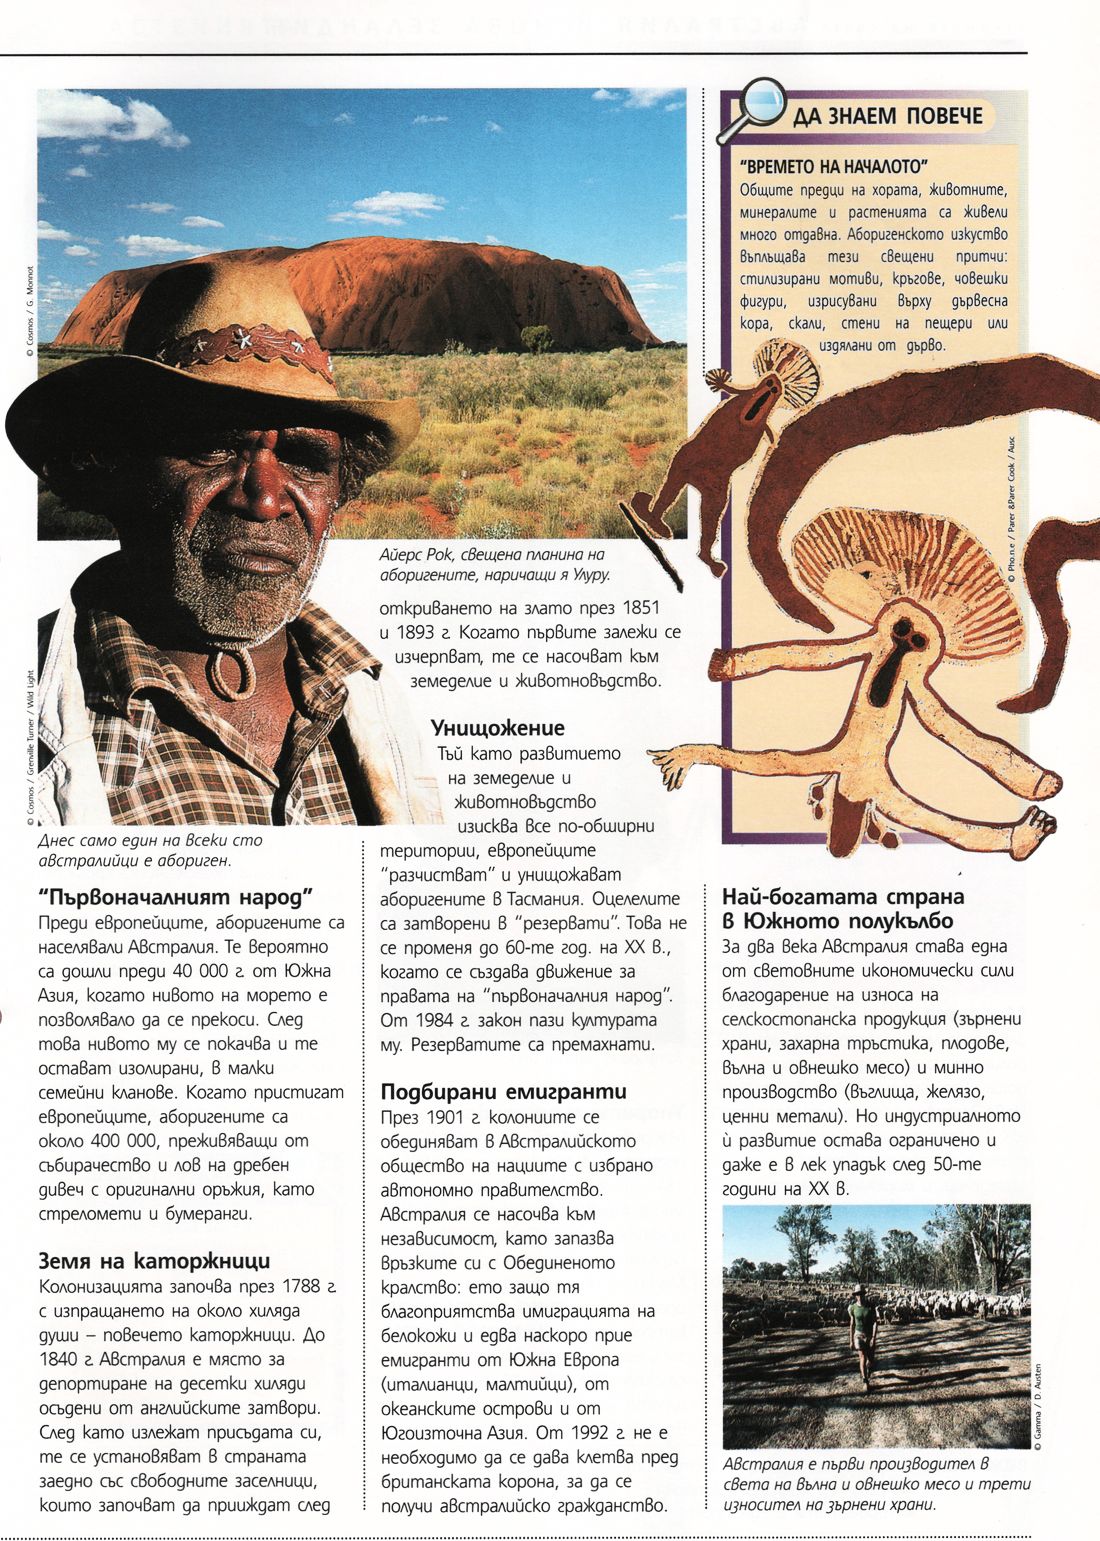 © Cosmos / G. Monnot
Айерс Рок, свещена планина на
аборигените, наричащи я Улуру.
© Cosmos / Grenville Turner / Wild Light
Днес само един на всеки сто
австралийци е абориген.
“Първоначалният народ”
Преди европейците, аборигените са
населявали Австралия. Те вероятно
са дошли преди 40 000 г. от Южна
Азия, когато нивото на морето е
позволявало да се прекоси. След
това нивото му се покачва и те
остават изолирани, в малки
семейни кланове. Когато пристигат
европейците, аборигените са
около 400 000, преживяващи от
събирачество и лов на дребен
дивеч с оригинални оръжия, като
стреломети и бумеранги.
Земя на каторжници
Колонизацията започва през 1788 г.
с изпращането на около хиляда
души – повечето каторжници. До
1840 г. Австралия е място за
депортиране на десетки хиляди
осъдени от английските затвори.
След като излежат присъдата си,
те се установяват в страната
заедно със свободните заселници,
които започват да прииждат след
откриването на злато през 1851
и 1893 г. Когато първите залежи се
изчерпват, те се насочват към
земеделие и животновъдство.
Унищожение
Тъй като развитието
на земеделие и
животновъдство
изисква все по-обширни
територии, европейците
“разчистват” и унищожават
аборигените в Тасмания. Оцелелите
са затворени в “резервати”. Това не
се променя до 60-те год. на XX в.,
когато се създава движение за
правата на “първоначалния народ”.
От 1984 г. закон пази културата
му. Резерватите са премахнати.
Подбирани емигранти
През 1901 г. колониите се
обединяват в Австралийското
общество на нациите с избрано
автономно правителство.
Австралия се насочва към
независимост, като запазва
връзките си с Обединеното
кралство: ето защо тя
благоприятства имиграцията на
белокожи и едва наскоро прие
емигранти от Южна Европа
(италианци, малтийци), от
океанските острови и от
Югоизточна Азия. От 1992 г. не е
необходимо да се дава клетва пред
британската корона, за да се
получи австралийско гражданство.
ДА ЗНАЕМ ПОВЕЧЕ
“ВРЕМЕТО НА НАЧАЛОТО”
Общите предци на хората, животните,
минералите и растенията са живели
много отдавна. Аборигенското изкуство
въплъщава тези свещени притчи:
стилизирани мотиви, кръгове, човешки
фигури, изрисувани върху дървесна
кора, скали, стени на пещери или
издялани от дърво.
© Pho.n.e / Parer &Parer Cook / Ausc
Най-богатата страна
в Южното полукълбо
За два века Австралия става една
от световните икономически сили
благодарение на износа на
селскостопанска продукция (зърнени
храни, захарна тръстика, плодове,
вълна и овнешко месо) и минно
производство (въглища, желязо,
ценни метали). Но индустриалното
ѝ развитие остава ограничено и
даже е в лек упадък след 50-те
години на XX в.
© Gamma / D. Austen
Австралия е първи производител в
света на вълна и овнешко месо и трети
износител на зърнени храни.